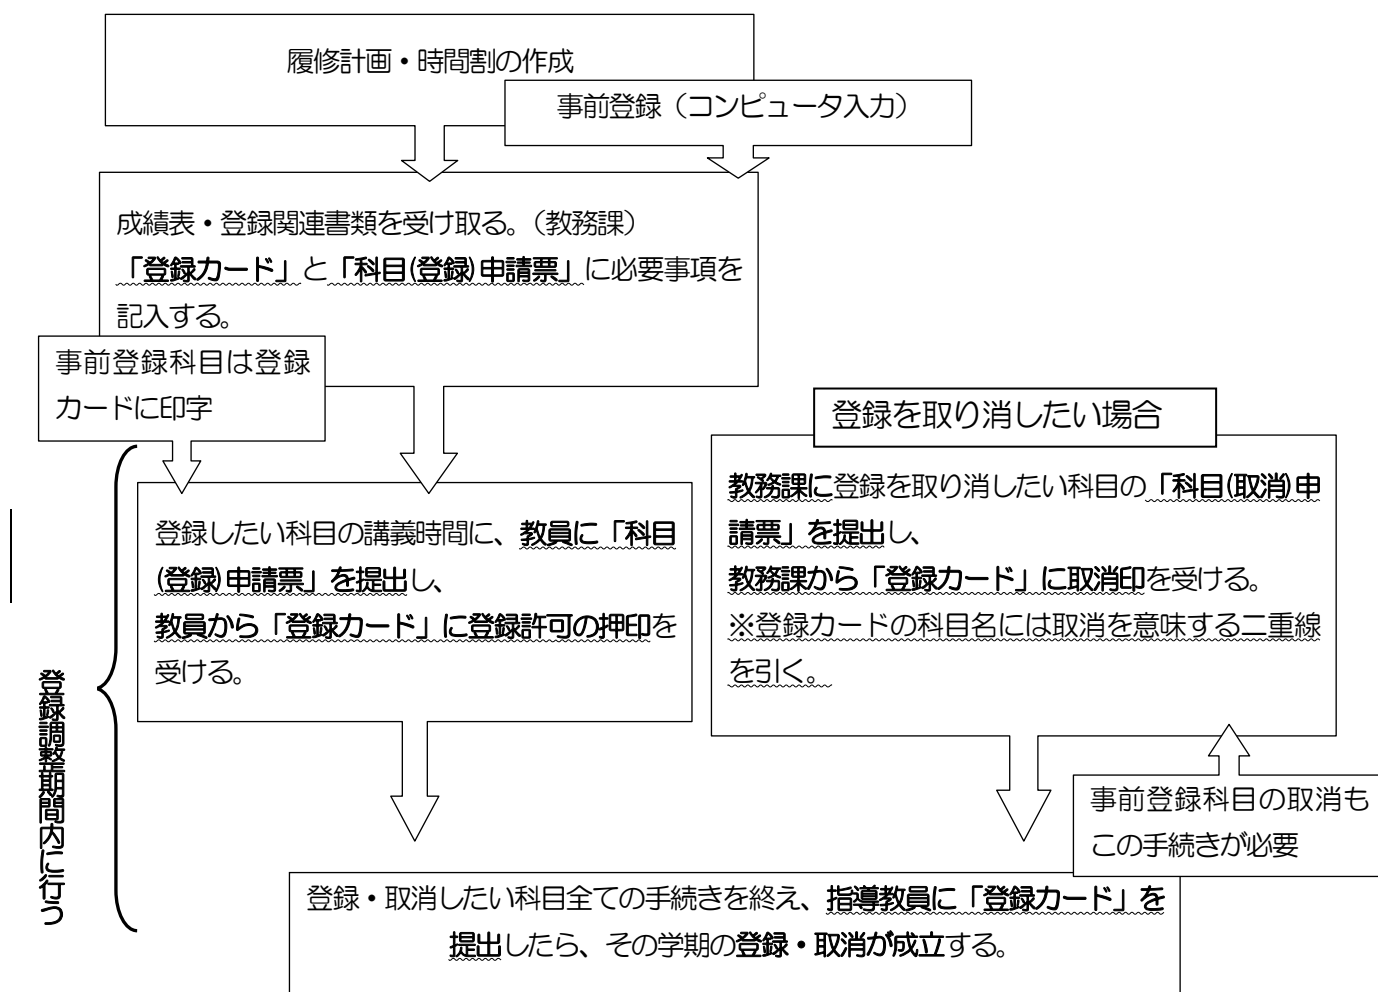 履修計画・時間割の作成
事前登録（コンピュータ入力）
成績表・登録関連書類を受け取る。（教務課）
「登録カード」と「科目(登録)申請票」に必要事項を
記入する。
事前登録科目は登録
カードに印字
登録調整期間内に行う
登録したい科目の講義時間に、教員に「科目
(登録)申請票」を提出し、
教員から「登録カード」に登録許可の押印を
受ける。
登録を取り消したい場合
教務課に登録を取り消したい科目の「科目(取消)申
請票」を提出し、
教務課から「登録カード」に取消印を受ける。
※登録カードの科目名には取消を意味する二重線
を引く。
事前登録科目の取消も
この手続きが必要
登録・取消したい科目全ての手続きを終え、指導教員に「登録カード」を
提出したら、その学期の登録・取消が成立する。